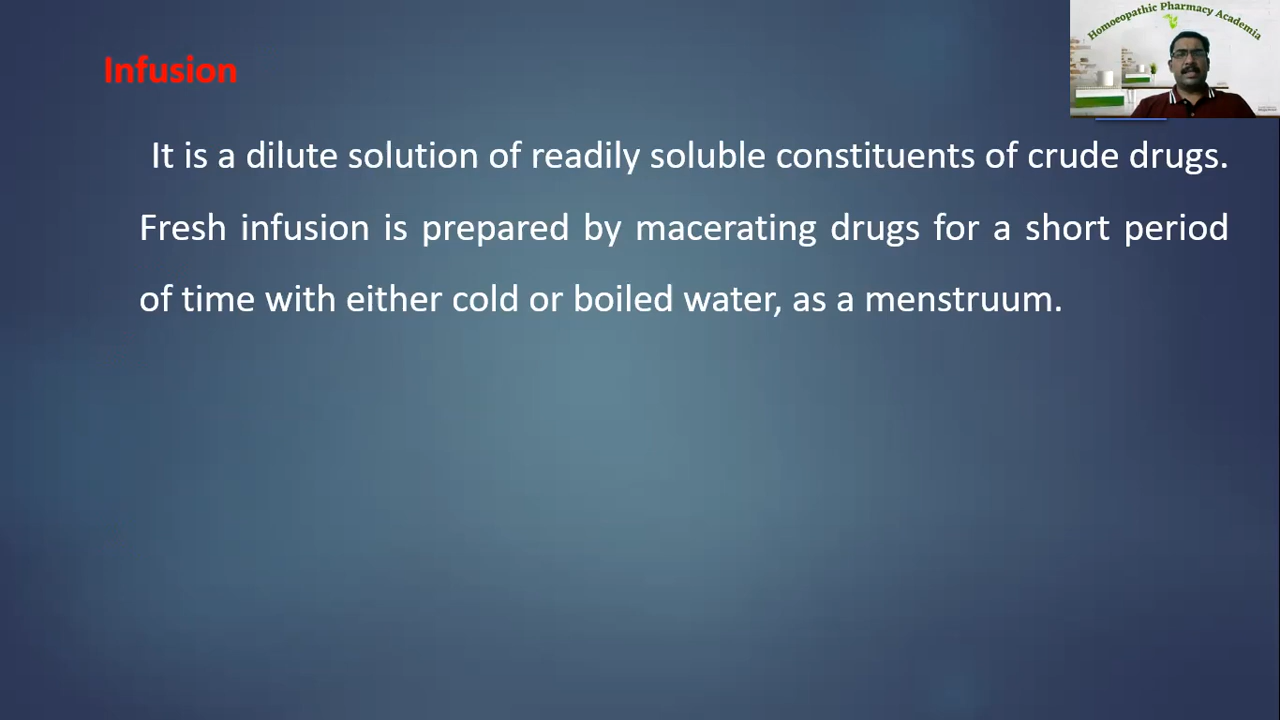 Homoeopathic Pharmacy Academia
Infusion
It is a dilute solution of readily soluble constituents of crude drugs.
Fresh infusion is prepared by macerating drugs for a short period
of time with either cold or boiled water, as a menstruum.